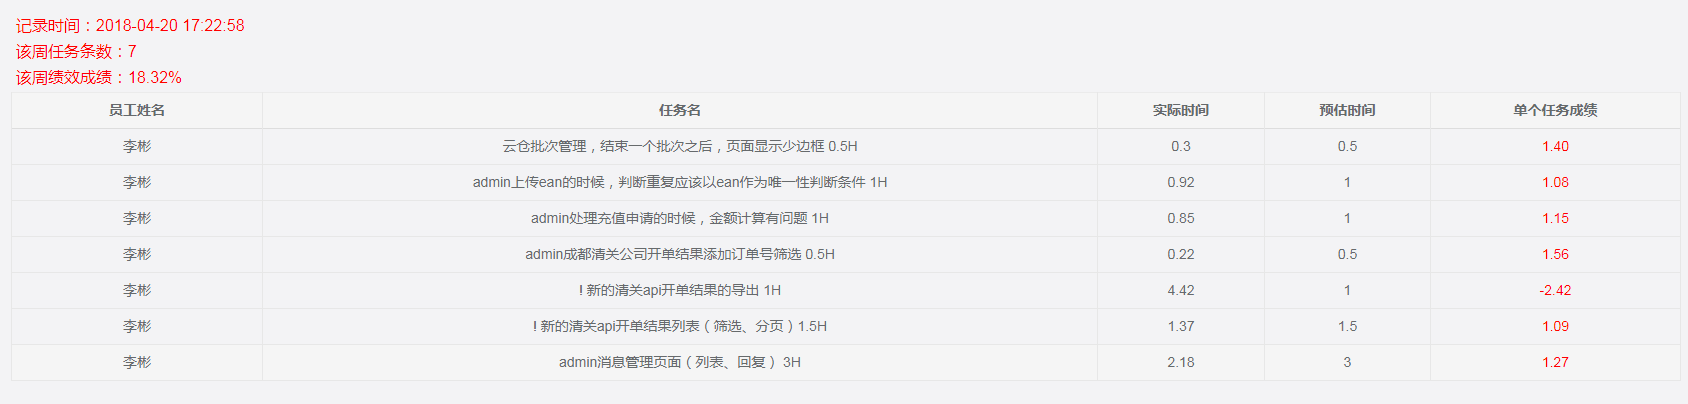 记录时间：2018-04-20 17:22:58
该周任务条数：7
该周绩效成绩：18.32%
员工姓名 任务名 实际时间 预估时间 单个任务成绩
李彬 云仓批次管理，结束一个批次之后，页面显示少边框 0.5H 0.3 0.5 1.40
李彬 admin上传ean的时候，判断重复应该以ean作为唯一性判断条件 1H 0.92 1 1.08
李彬 admin处理充值申请的时候，金额计算有问题 1H 0.85 1 1.15
李彬 admin成都清关公司开单结果添加订单号筛选 0.5H 0.22 0.5 1.56
李彬 ! 新的清关api开单结果的导出 1H 4.42 1 -2.42
李彬 ! 新的清关api开单结果列表（筛选、分页）1.5H 1.37 1.5 1.09
李彬 admin消息管理页面（列表、回复） 3H 2.18 3 1.27